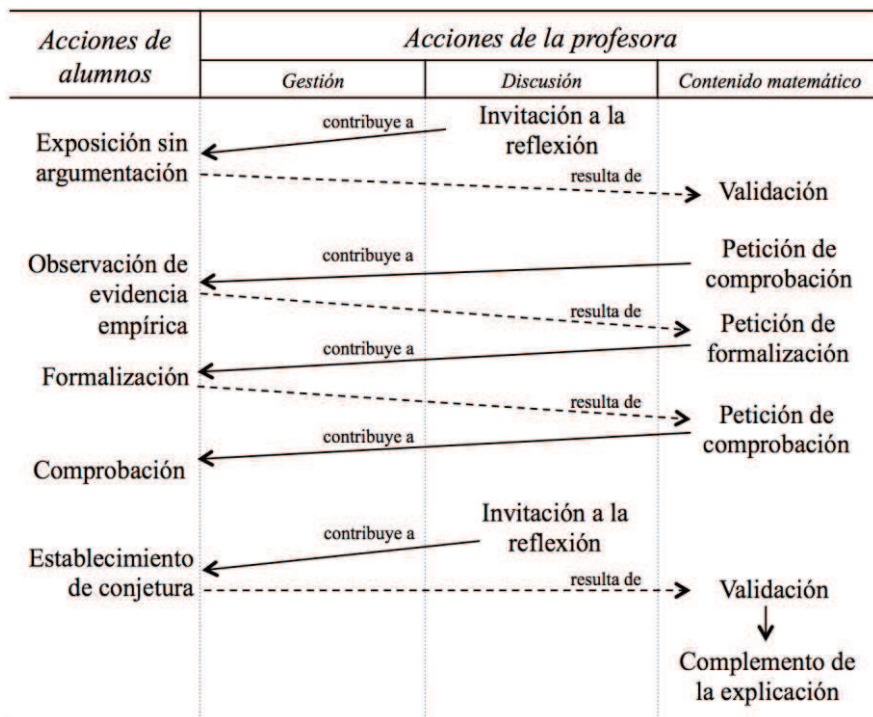 Acciones de
alumnos
Acciones de la profesora
Gestión
Discusión
Contenido matemático
contribuye a
Invitación a la
reflexión
Exposición sin
argumentación
resulta de
Validación
Observación de
evidencia
empírica
contribuye a
Petición de
comprobación
resulta de
Petición de
formalización
contribuye a
Formalización
resulta de
Petición de
comprobación
contribuye a
Comprobación
Invitación a la
reflexión
contribuye a
Establecimiento
de conjetura
resulta de
Validación
Complemento de
la explicación